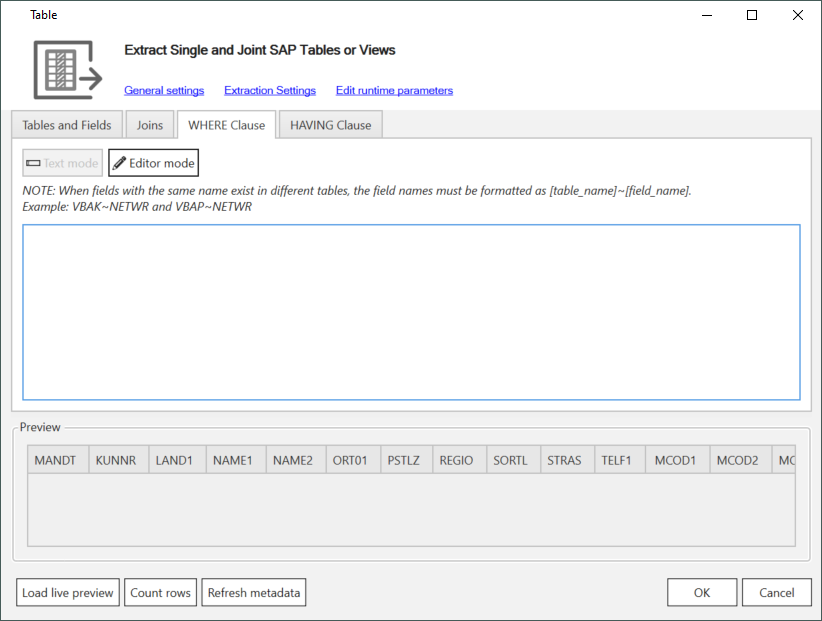 Table
Extract Single and Joint SAP Tables or Views
General settings Extraction Settings Edit runtime parameters
Tables and Fields Joins WHERE Clause HAVING Clause
Text mode Editor mode
NOTE: When fields with the same name exist in different tables, the field names must be formatted as [table_name]~[field_name].
Example: VBAK~NETWR and VBAP~NETWR
Preview
MANDT KUNNR LAND1 NAME1 NAME2 ORT01 PSTLZ REGIO SORTL STRAS TELF1 MCOD1 MCOD2
Load live preview Count rows Refresh metadata OK Cancel